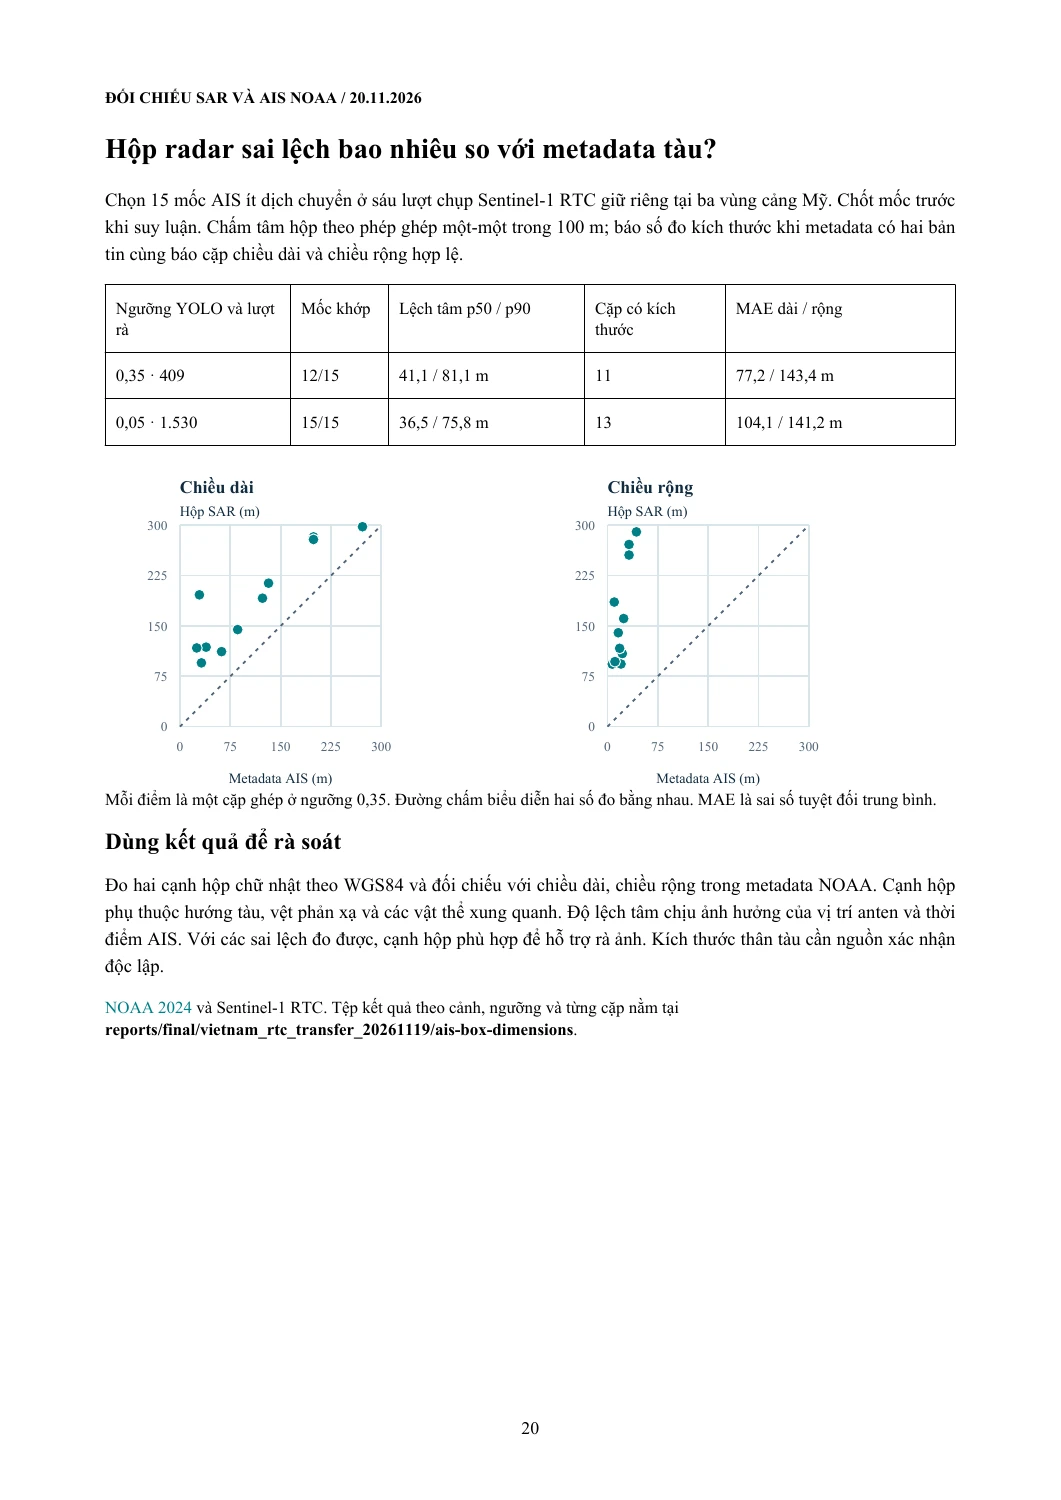 ĐỐI CHIẾU SAR VÀ AIS NOAA / 20.11.2026
Hộp radar sai lệch bao nhiêu so với metadata tàu?
Chọn 15 mốc AIS ít dịch chuyển ở sáu lượt chụp Sentinel-1 RTC giữ riêng tại ba vùng cảng Mỹ. Chốt mốc trước
khi suy luận. Chấm tâm hộp theo phép ghép một-một trong 100 m; báo số đo kích thước khi metadata có hai bản
tin cùng báo cặp chiều dài và chiều rộng hợp lệ.
Ngưỡng YOLO và lượt rà | Mốc khớp | Lệch tâm p50 / p90 | Cặp có kích thước | MAE dài / rộng
0,35 · 409 | 12/15 | 41,1 / 81,1 m | 11 | 77,2 / 143,4 m
0,05 · 1.530 | 15/15 | 36,5 / 75,8 m | 13 | 104,1 / 141,2 m
Chiều dài
Hộp SAR (m)
300
225
150
75
0
0 75 150 225 300
Metadata AIS (m)
Chiều rộng
Hộp SAR (m)
300
225
150
75
0
0 75 150 225 300
Metadata AIS (m)
Mỗi điểm là một cặp ghép ở ngưỡng 0,35. Đường chấm biểu diễn hai số đo bằng nhau. MAE là sai số tuyệt đối trung bình.
Dùng kết quả để rà soát
Đo hai cạnh hộp chữ nhật theo WGS84 và đối chiếu với chiều dài, chiều rộng trong metadata NOAA. Cạnh hộp
phụ thuộc hướng tàu, vệt phản xạ và các vật thể xung quanh. Độ lệch tâm chịu ảnh hưởng của vị trí anten và thời
điểm AIS. Với các sai lệch đo được, cạnh hộp phù hợp để hỗ trợ rà ảnh. Kích thước thân tàu cần nguồn xác nhận
độc lập.
NOAA 2024 và Sentinel-1 RTC. Tệp kết quả theo cảnh, ngưỡng và từng cặp nằm tại
reports/final/vietnam_rtc_transfer_20261119/ais-box-dimensions.
20